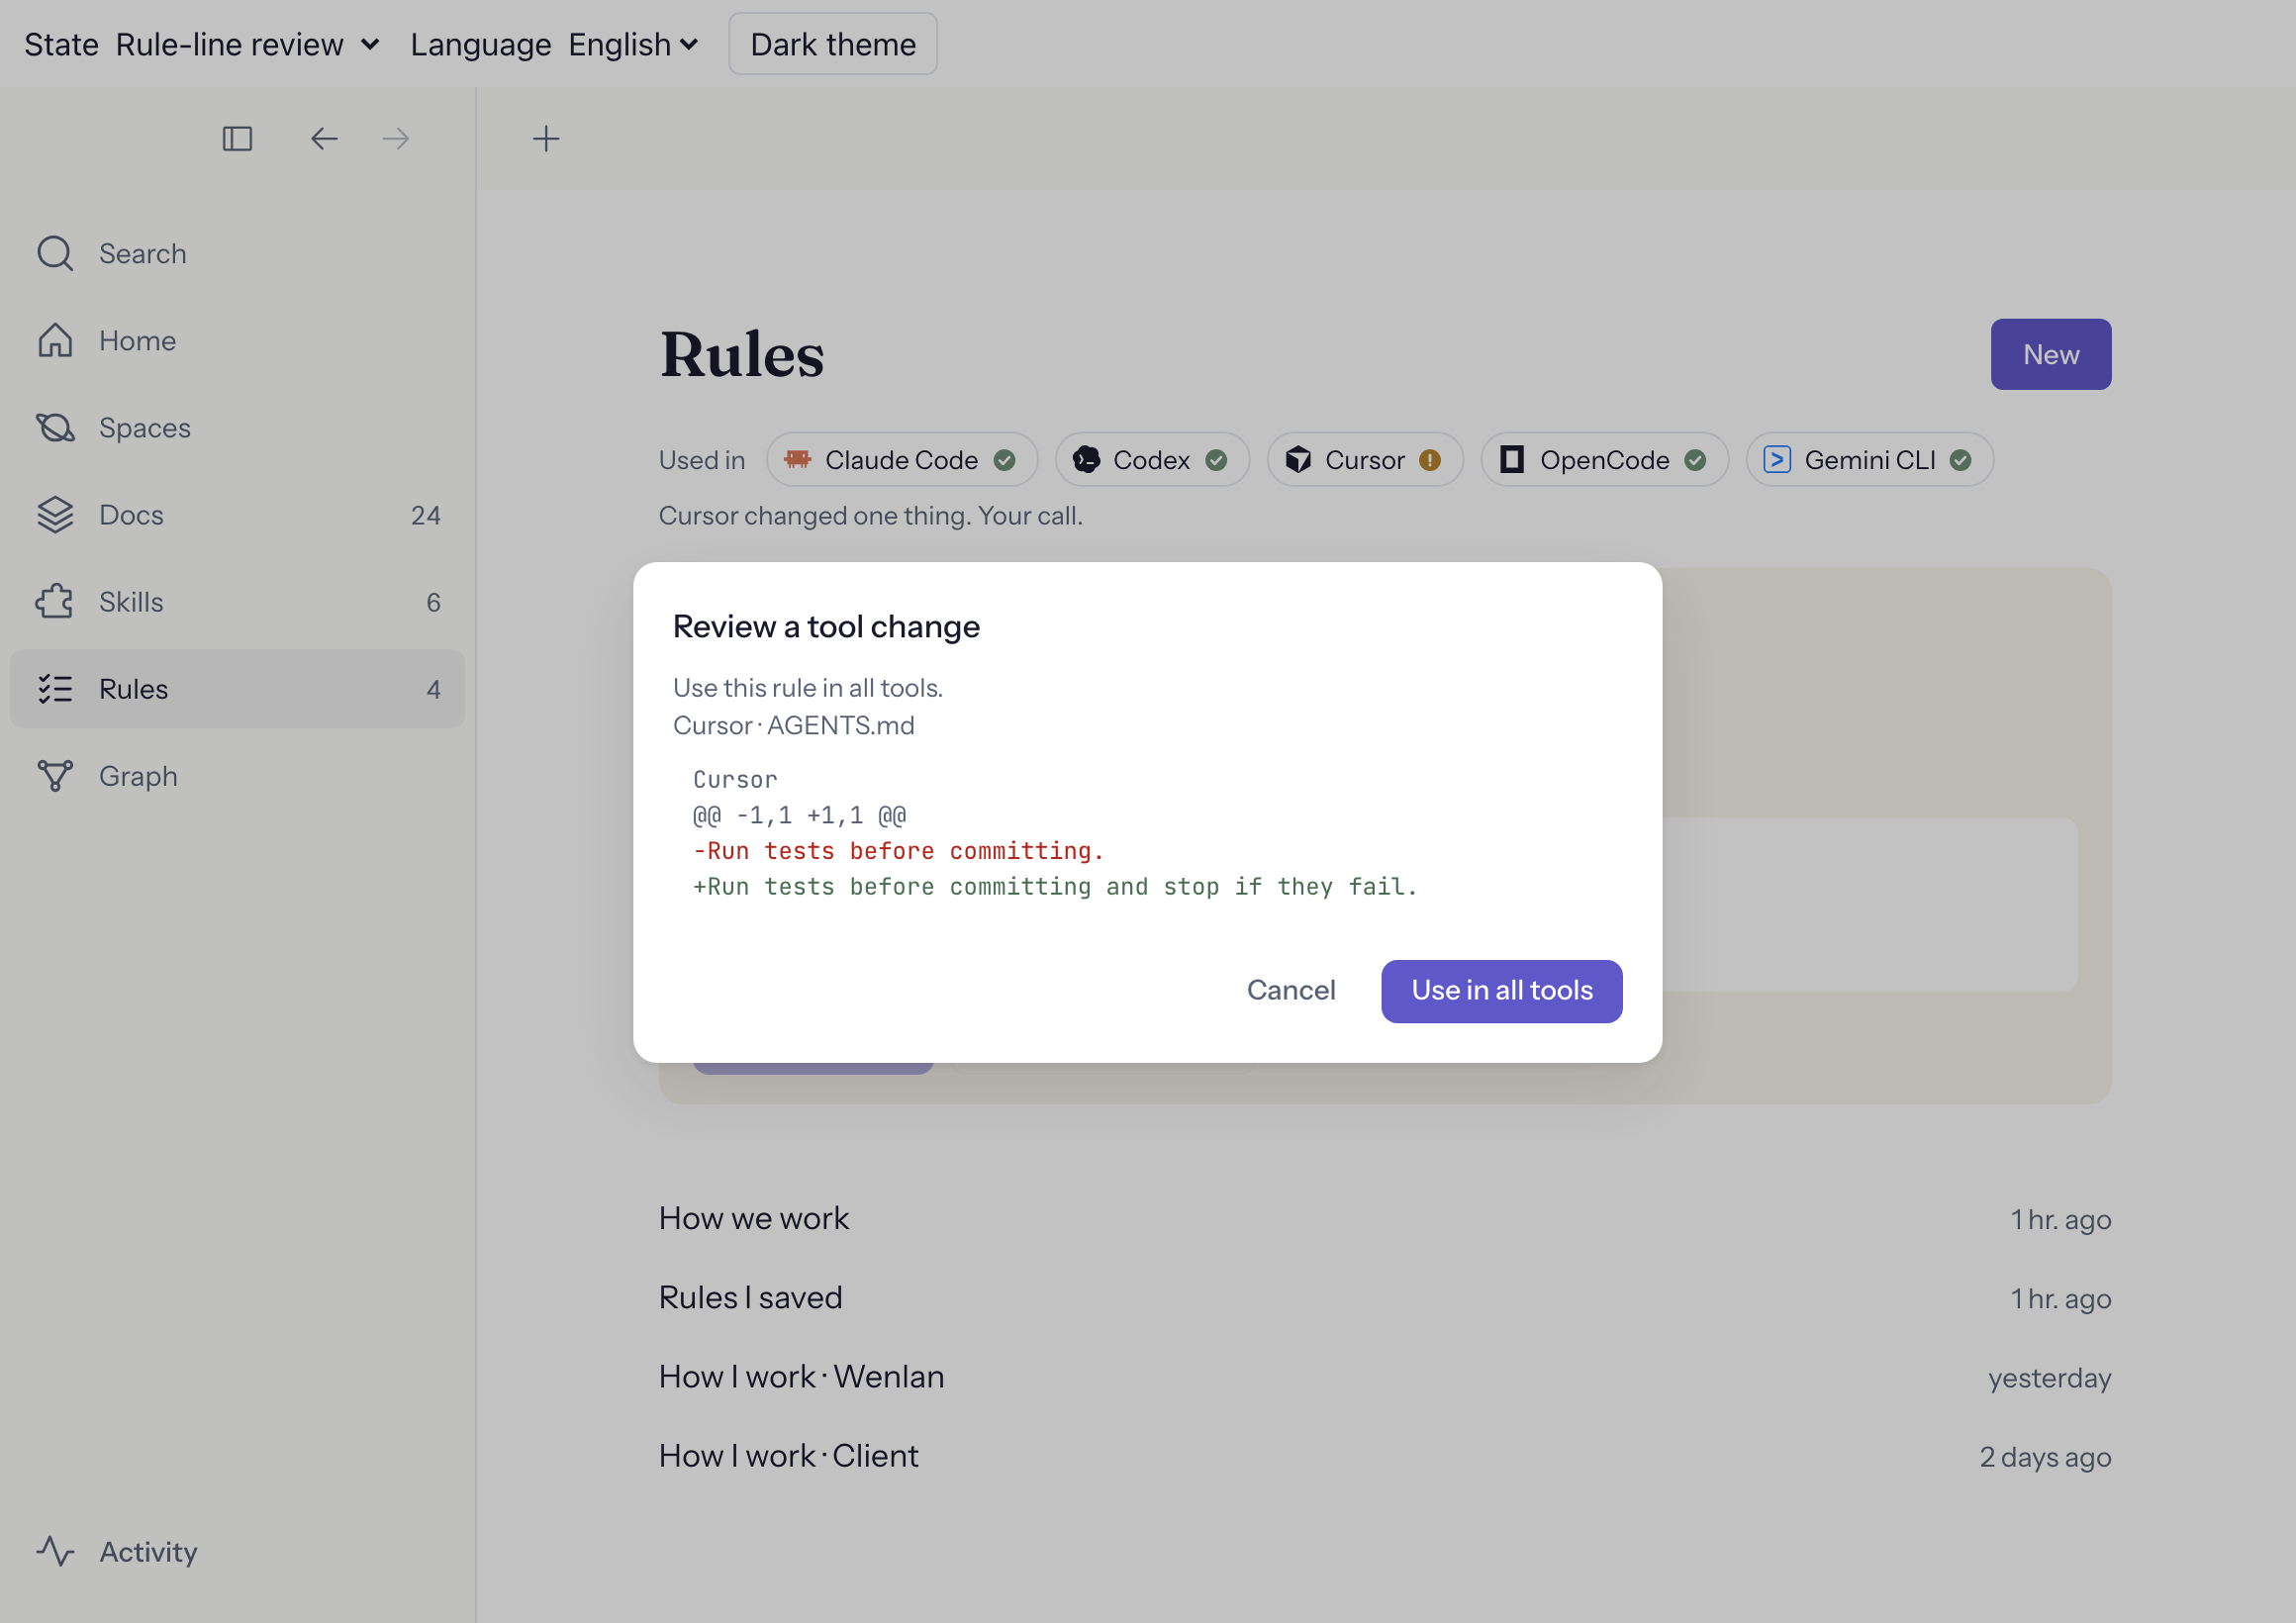 State Rule-line review Language English Dark theme
Search
Home
Spaces
Docs 24
Skills 6
Rules 4
Graph
Activity
Rules New
Used in Claude Code Codex Cursor OpenCode Gemini CLI
Cursor changed one thing. Your call.
Review a tool change
Use this rule in all tools.
Cursor · AGENTS.md
Cursor
@@ -1,1 +1,1 @@
-Run tests before committing.
+Run tests before committing and stop if they fail.
Cancel Use in all tools
How we work 1 hr. ago
Rules I saved 1 hr. ago
How I work · Wenlan yesterday
How I work · Client 2 days ago